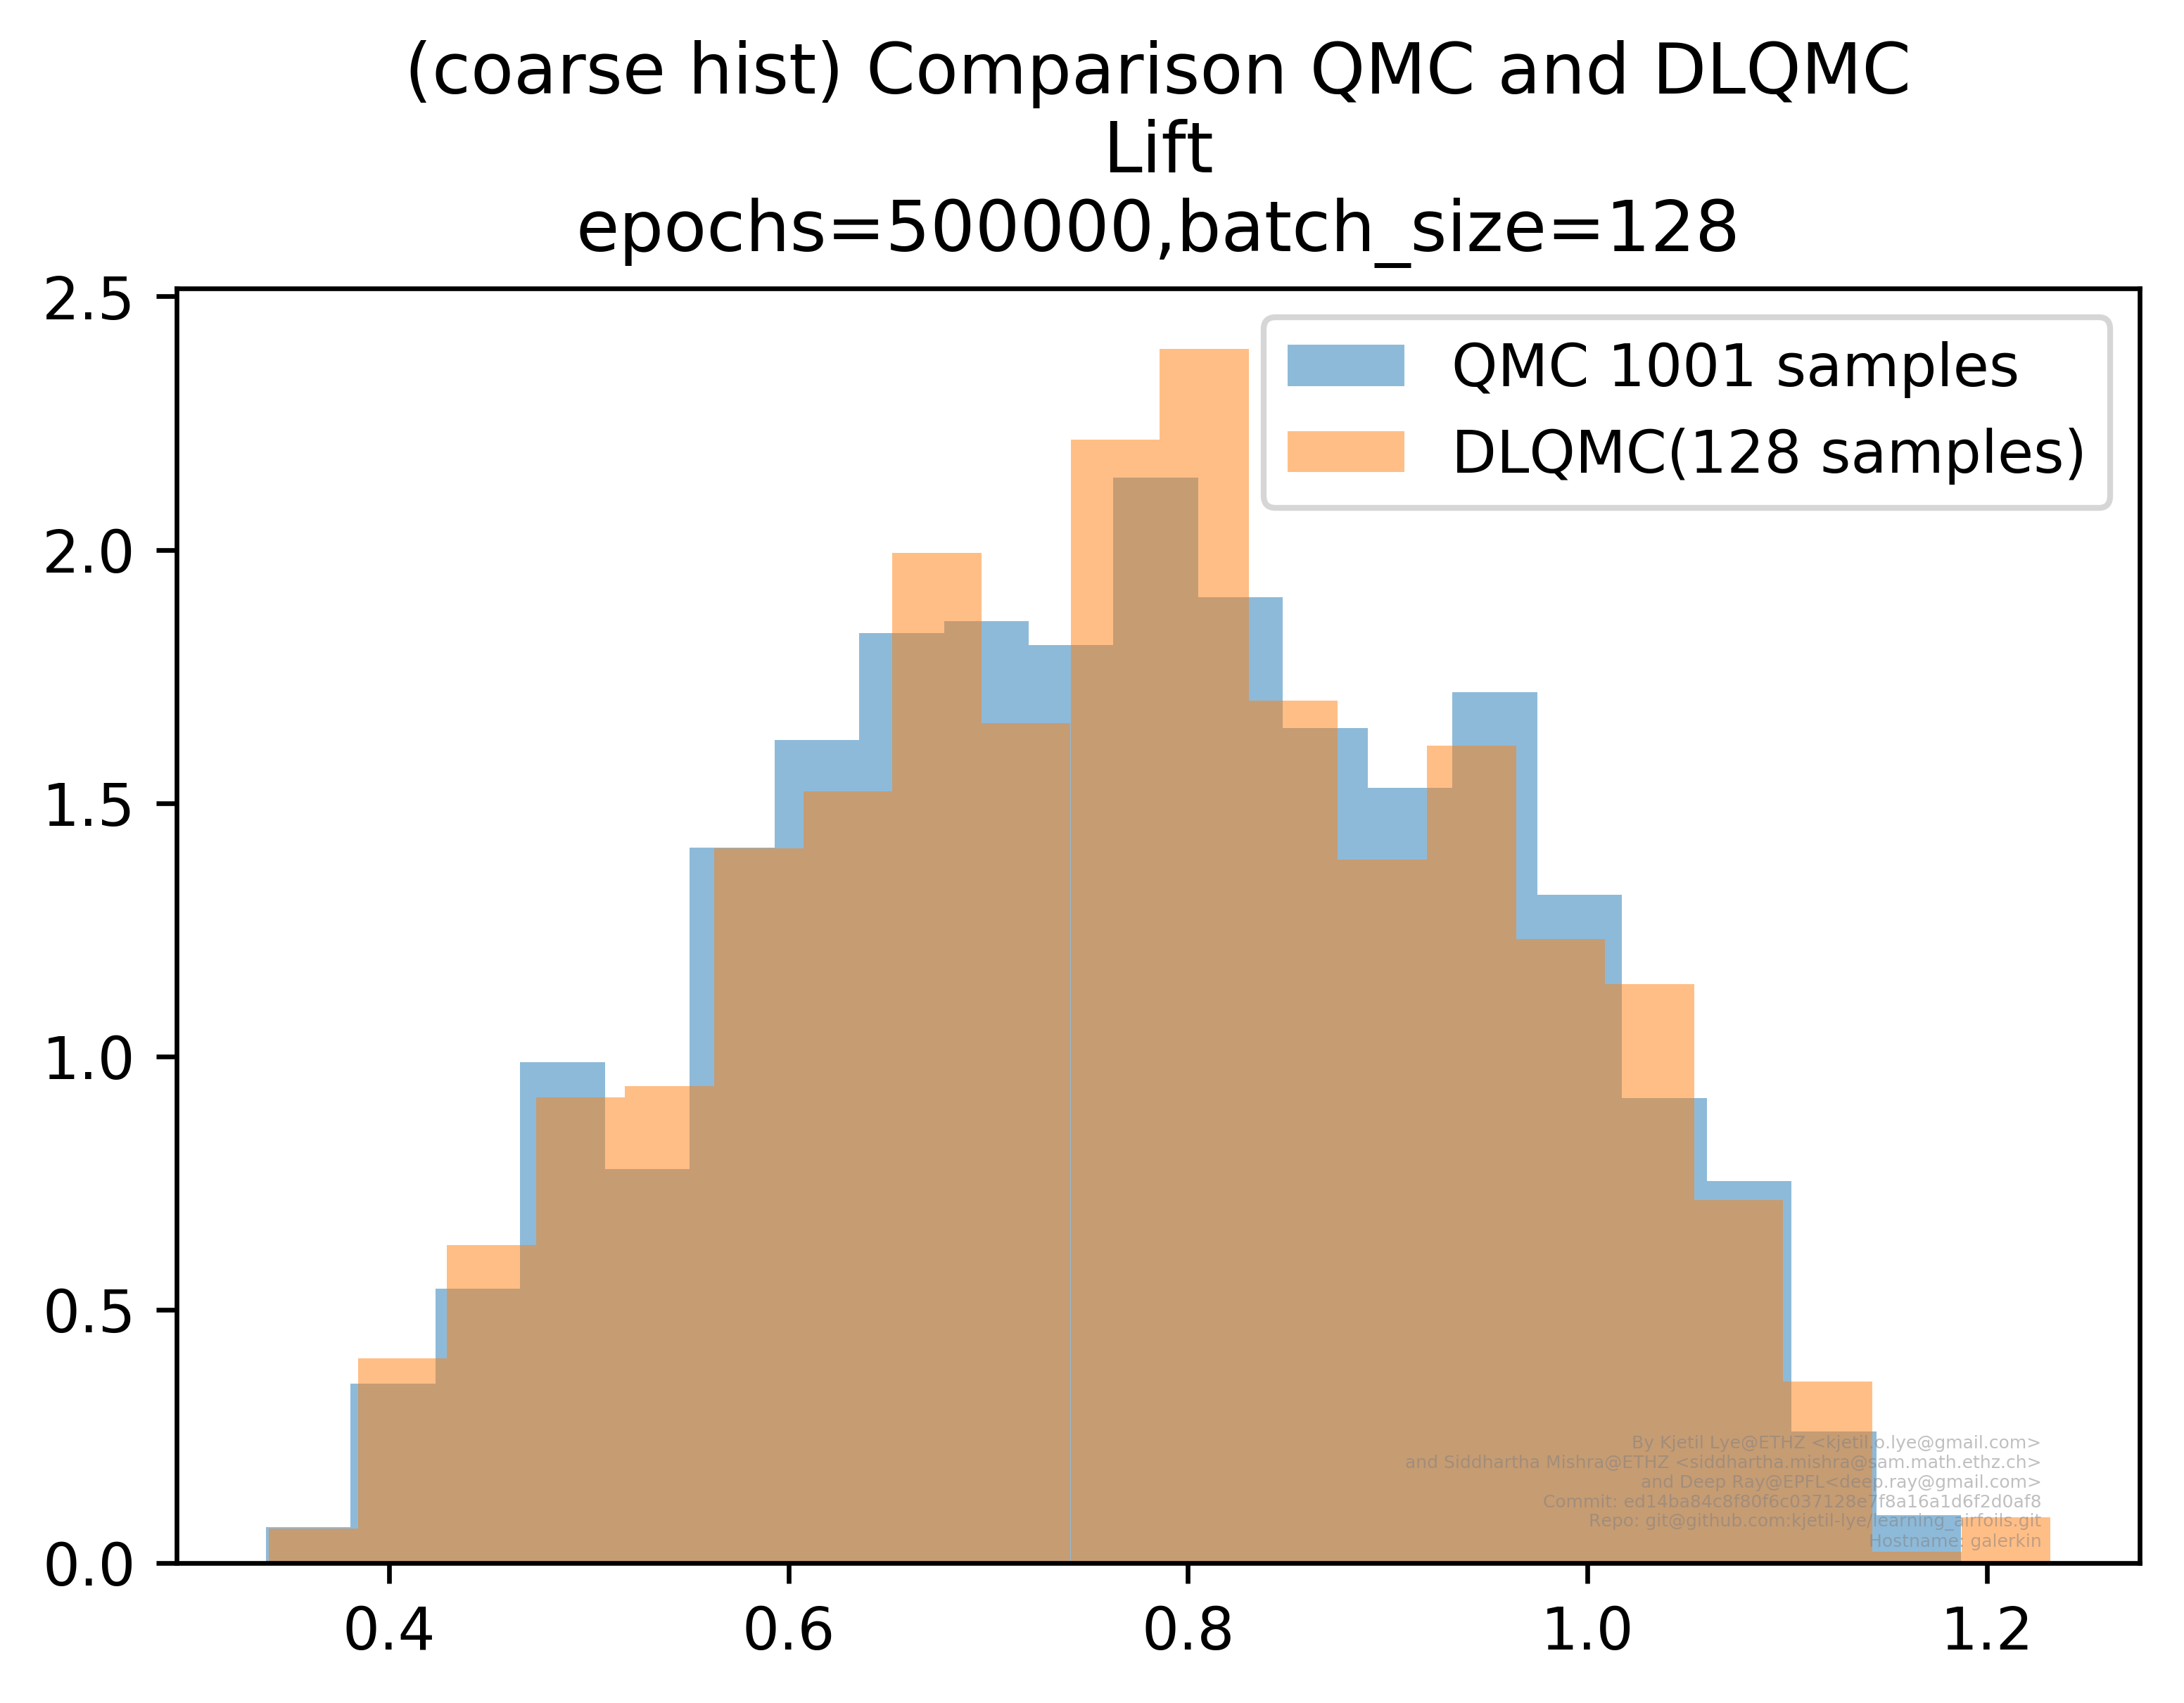 (coarse hist) Comparison QMC and DLQMC
Lift
epochs=500000,batch_size=128
2.5
2.0
1.5
1.0
0.5
0.0
QMC 1001 samples
DLQMC(128 samples)
By Kjetil Lye@ETHZ <kjetil.o.lye@gmail.com>
and Siddhartha Mishra@ETHZ <siddhartha.mishra@sam.math.ethz.ch>
and Deep Ray@EPFL<deep.ray@gmail.com>
Commit: ed14ba84c8f80f6c037128e7f8a16a1d6f2d0af8
Repo: git@github.com:kjetil-lye/learning_airfoils.git
Hostname: galerkin
0.4 0.6 0.8 1.0 1.2